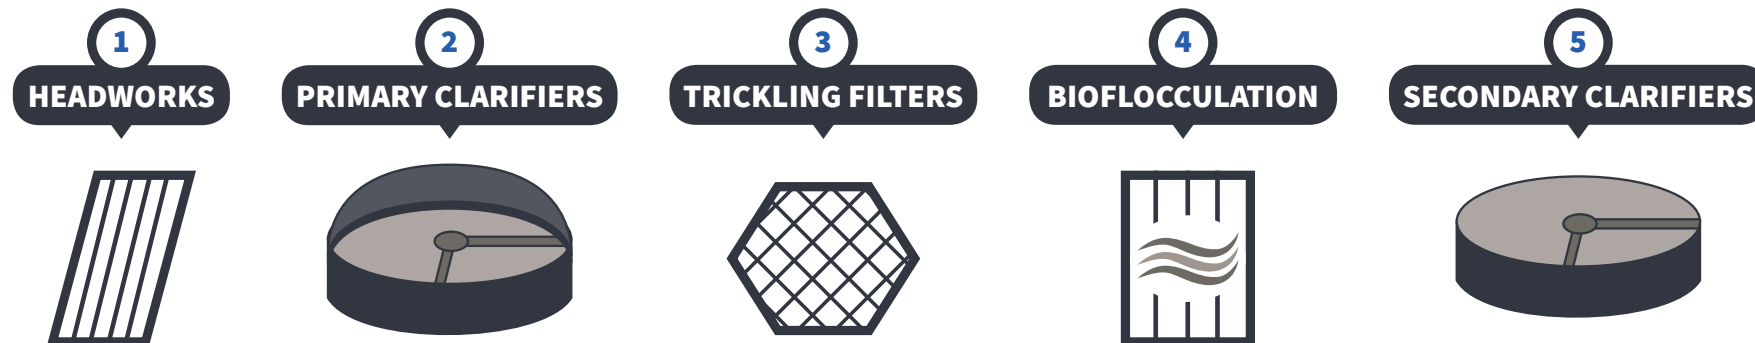 1
HEADWORKS
2
PRIMARY CLARIFIERS
3
TRICKLING FILTERS
4
BIOFLOCCULATION
5
SECONDARY CLARIFIERS